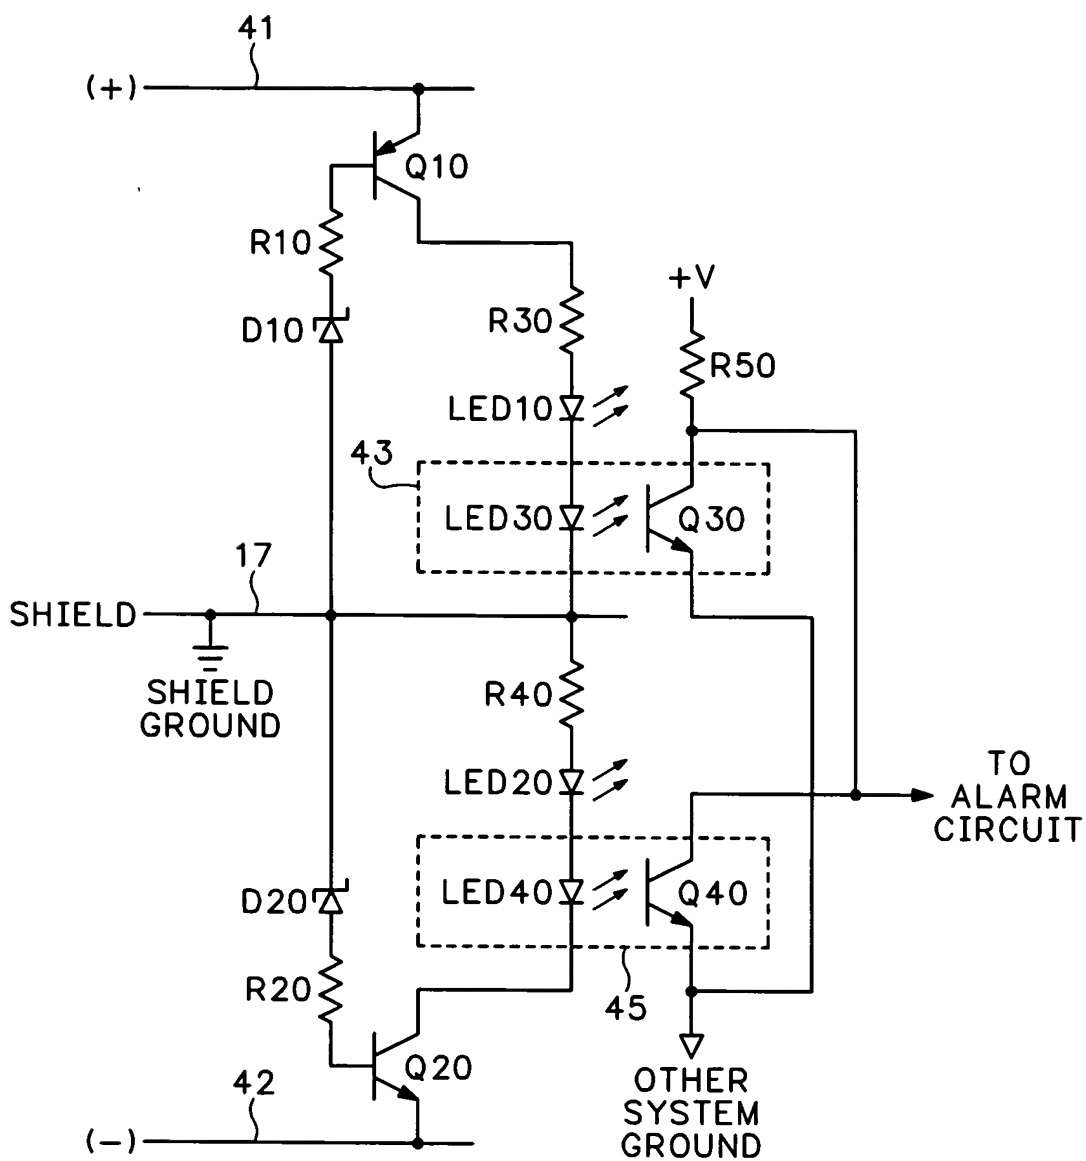 41
(+)
Q10
R10
+V
D10
R30
R50
LED10
43
LED30
Q30
17
SHIELD
SHIELD
GROUND
R40
LED20
TO
ALARM
CIRCUIT
D20
LED40
Q40
R20
45
Q20
42
OTHER
SYSTEM
GROUND
(-)